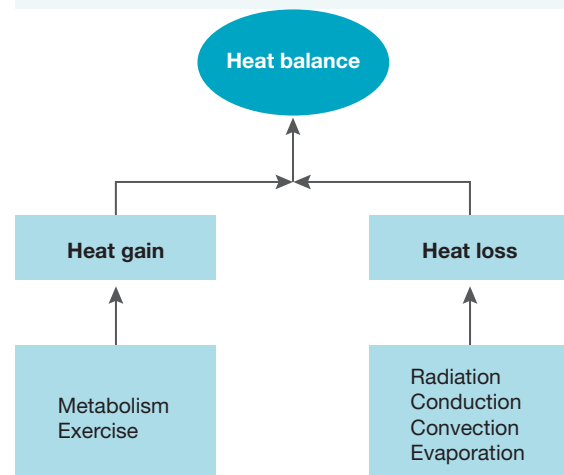 Heat balance
Heat gain
Heat loss
Metabolism
Exercise
Radiation
Conduction
Convection
Evaporation